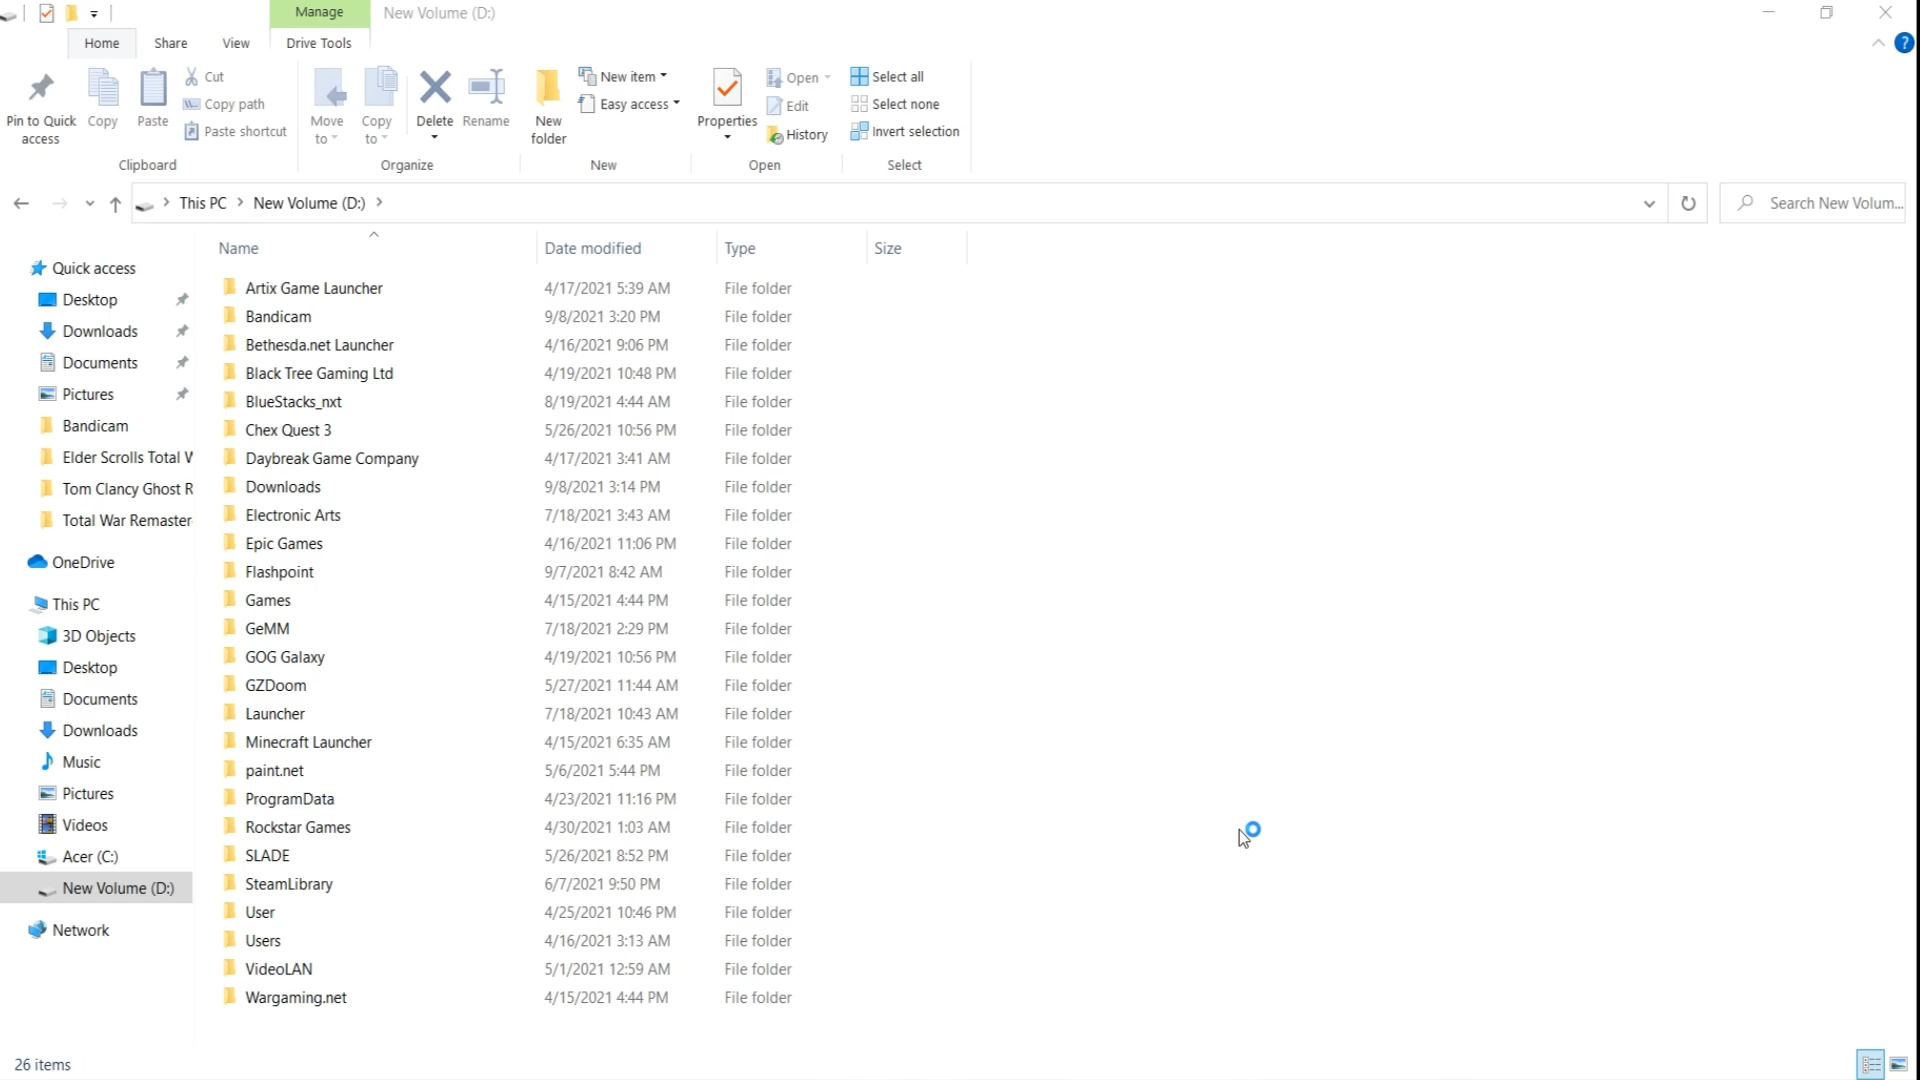 Manage
New Volume (D:)
Home
Share
View
Drive Tools
?
Pin to Quick access
Copy
Paste
Cut
Copy path
Paste shortcut
Clipboard
Move to
Copy to
Delete
Rename
Organize
New folder
New item
Easy access
New
Properties
Open
Edit
History
Open
Select all
Select none
Invert selection
Select
This PC
New Volume (D:)
Search New Volum...
Quick access
Desktop
Downloads
Documents
Pictures
Bandicam
Elder Scrolls Total W
Tom Clancy Ghost R
Total War Remaster
OneDrive
This PC
3D Objects
Desktop
Documents
Downloads
Music
Pictures
Videos
Acer (C:)
New Volume (D:)
Network
Name Date modified Type Size
Artix Game Launcher 4/17/2021 5:39 AM File folder
Bandicam 9/8/2021 3:20 PM File folder
Bethesda.net Launcher 4/16/2021 9:06 PM File folder
Black Tree Gaming Ltd 4/19/2021 10:48 PM File folder
BlueStacks_nxt 8/19/2021 4:44 AM File folder
Chex Quest 3 5/26/2021 10:56 PM File folder
Daybreak Game Company 4/17/2021 3:41 AM File folder
Downloads 9/8/2021 3:14 PM File folder
Electronic Arts 7/18/2021 3:43 AM File folder
Epic Games 4/16/2021 11:06 PM File folder
Flashpoint 9/7/2021 8:42 AM File folder
Games 4/15/2021 4:44 PM File folder
GeMM 7/18/2021 2:29 PM File folder
GOG Galaxy 4/19/2021 10:56 PM File folder
GZDoom 5/27/2021 11:44 AM File folder
Launcher 7/18/2021 10:43 AM File folder
Minecraft Launcher 4/15/2021 6:35 AM File folder
paint.net 5/6/2021 5:44 PM File folder
ProgramData 4/23/2021 11:16 PM File folder
Rockstar Games 4/30/2021 1:03 AM File folder
SLADE 5/26/2021 8:52 PM File folder
SteamLibrary 6/7/2021 9:50 PM File folder
User 4/25/2021 10:46 PM File folder
Users 4/16/2021 3:13 AM File folder
VideoLAN 5/1/2021 12:59 AM File folder
Wargaming.net 4/15/2021 4:44 PM File folder
26 items